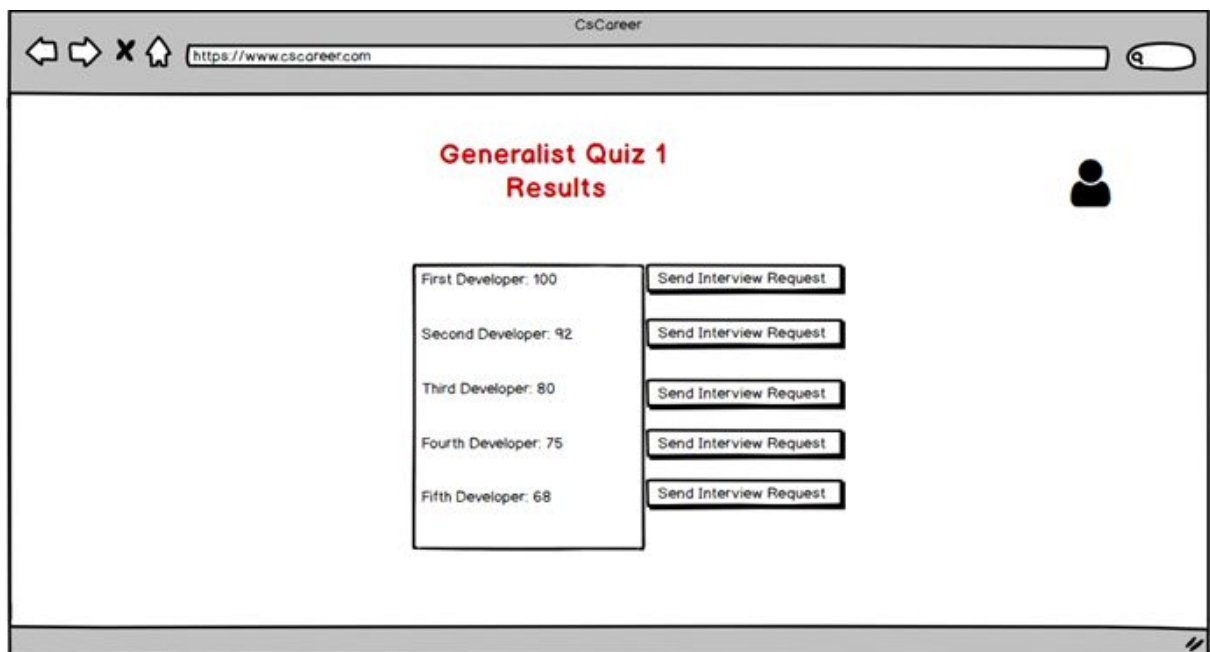 CsCareer
https://www.cscareer.com
Generalist Quiz 1
Results
First Developer: 100
Send Interview Request
Second Developer: 92
Send Interview Request
Third Developer: 80
Send Interview Request
Fourth Developer: 75
Send Interview Request
Fifth Developer: 68
Send Interview Request